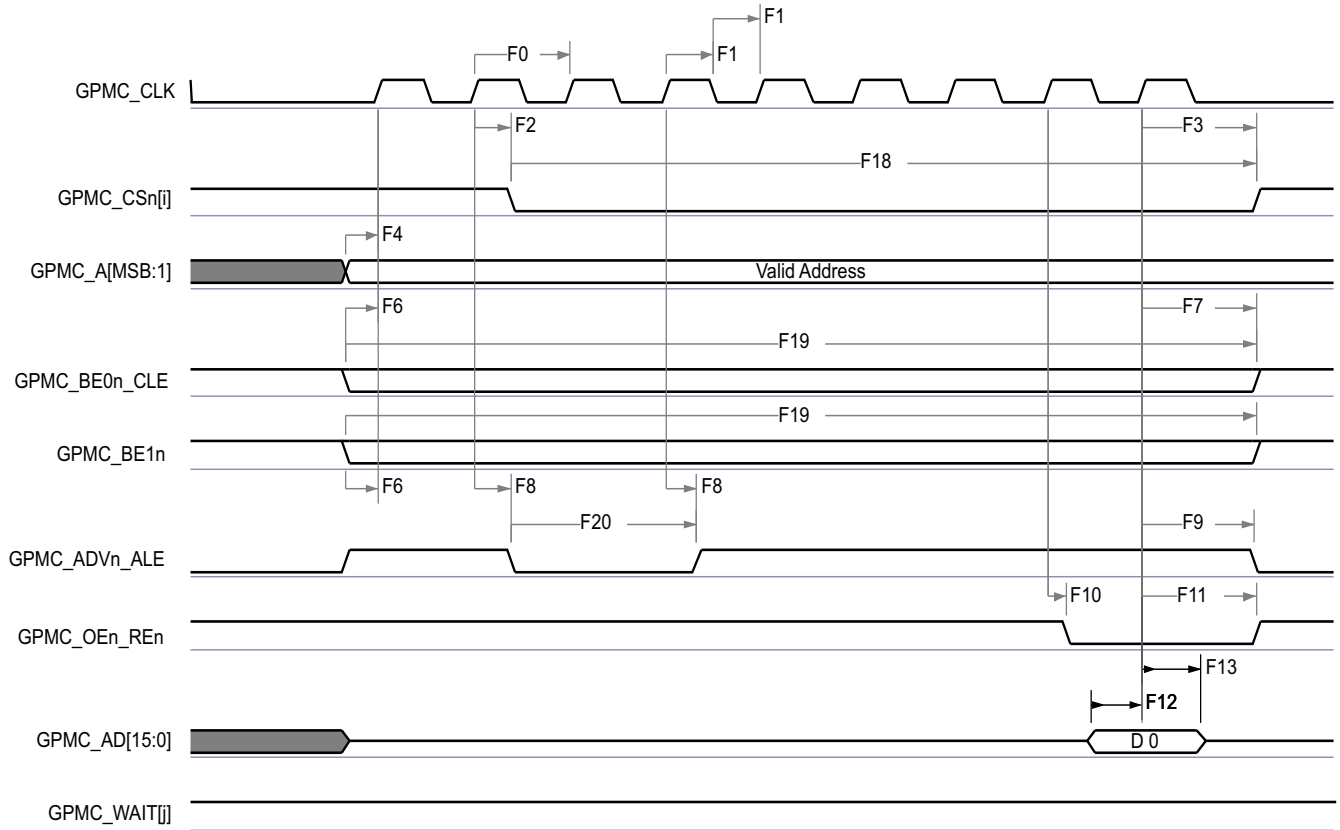 F1
F0
F1
GPMC_CLK
F2
F3
F18
GPMC_CSn[i]
F4
GPMC_A[MSB:1]
Valid Address
F6
F7
F19
GPMC_BE0n_CLE
F19
GPMC_BE1n
F6
F8
F8
F20
F9
GPMC_ADVn_ALE
F10
F11
GPMC_OEn_REn
F13
F12
GPMC_AD[15:0]
D 0
GPMC_WAIT[j]